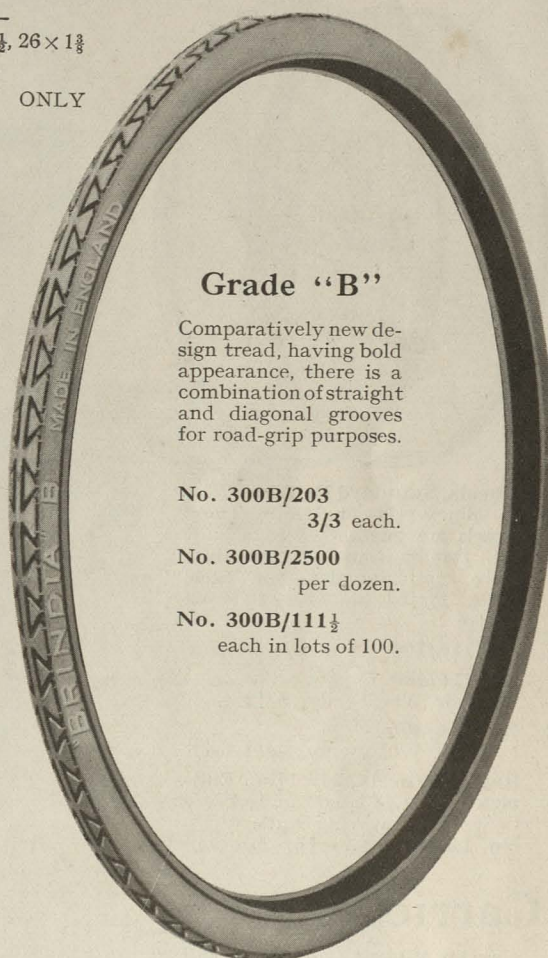 ½, 26 × 1⅜
ONLY
Grade “B”
Comparatively new de-
sign tread, having bold
appearance, there is a
combination of straight
and diagonal grooves
for road-grip purposes.
No. 300B/203
3/3 each.
No. 300B/2500
per dozen.
No. 300B/111½
each in lots of 100.
"BRINDIA" B MADE IN ENGLAND